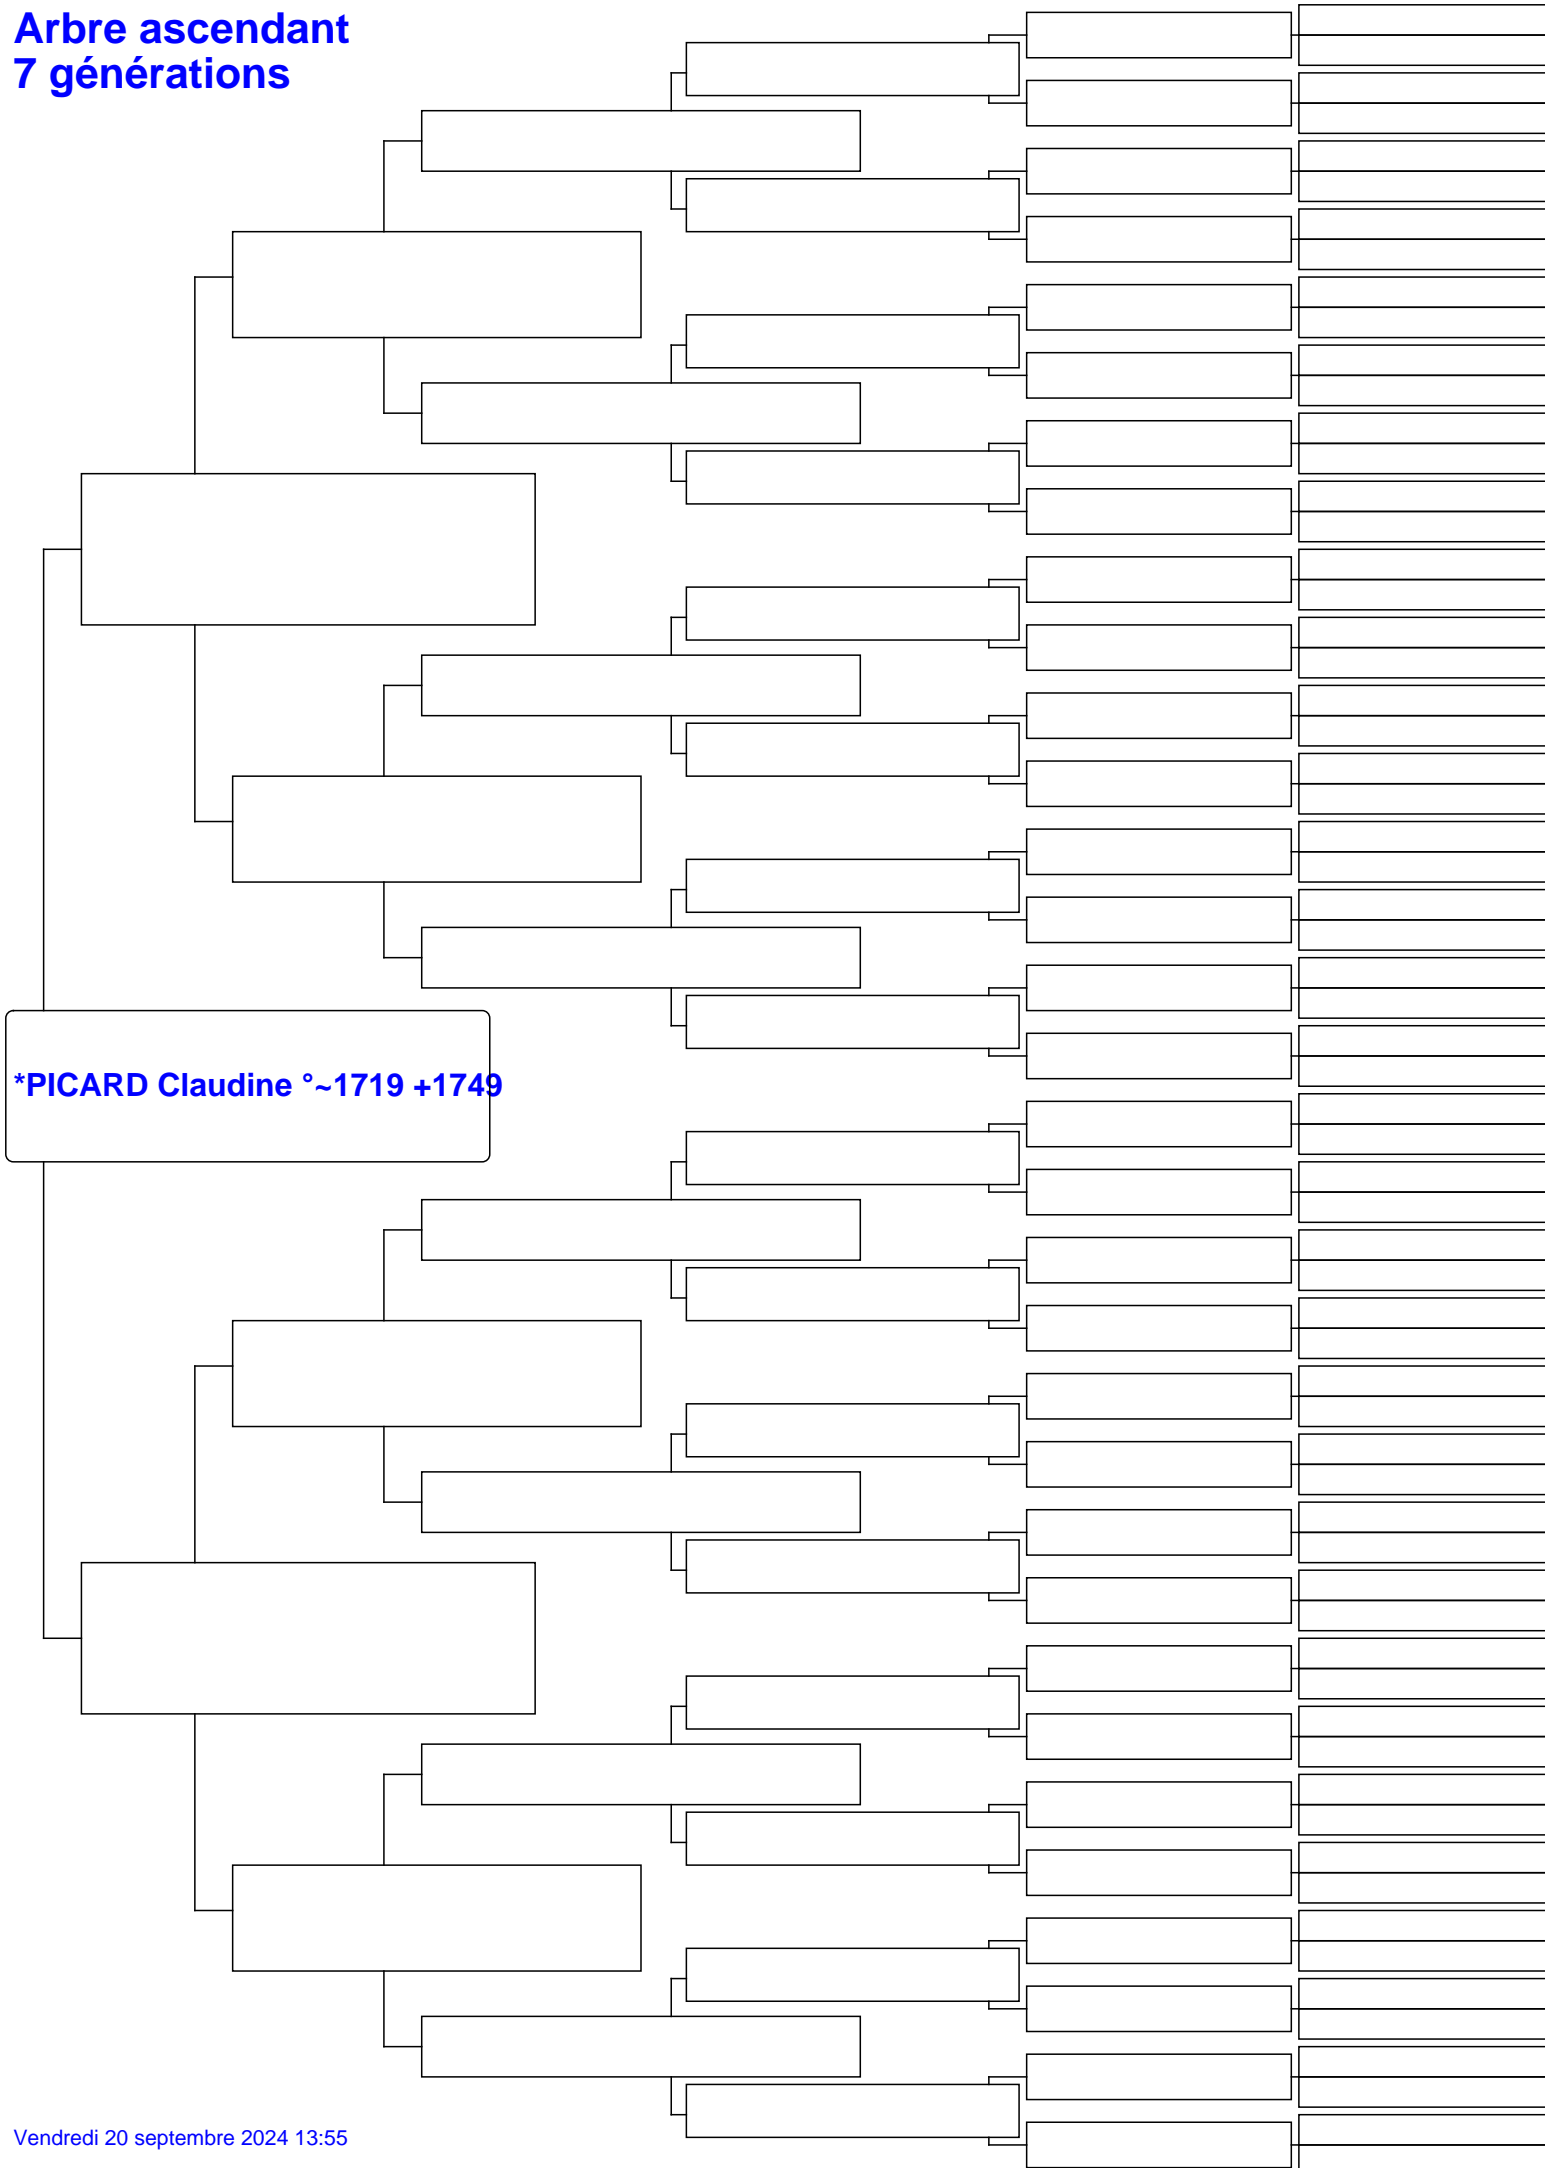 Arbre ascendant
7 générations
*PICARD Claudine °~1719 +1749
Vendredi 20 septembre 2024 13:55